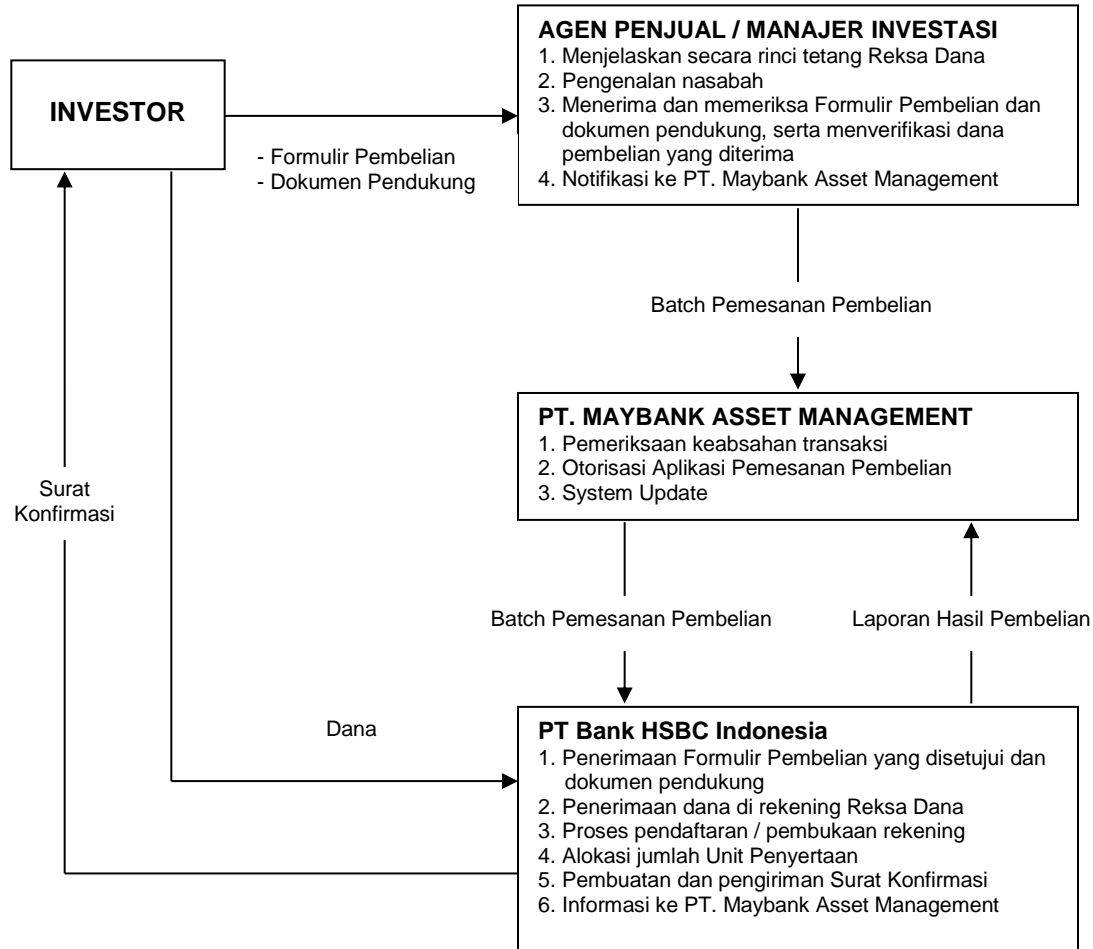 INVESTOR
- Formulir Pembelian
- Dokumen Pendukung
AGEN PENJUAL / MANAJER INVESTASI
1. Menjelaskan secara rinci tetang Reksa Dana
2. Pengenalan nasabah
3. Menerima dan memeriksa Formulir Pembelian dan
dokumen pendukung, serta menverifikasi dana
pembelian yang diterima
4. Notifikasi ke PT. Maybank Asset Management
Batch Pemesanan Pembelian
PT. MAYBANK ASSET MANAGEMENT
1. Pemeriksaan keabsahan transaksi
2. Otorisasi Aplikasi Pemesanan Pembelian
3. System Update
Surat
Konfirmasi
Batch Pemesanan Pembelian
Laporan Hasil Pembelian
Dana
PT Bank HSBC Indonesia
1. Penerimaan Formulir Pembelian yang disetujui dan
dokumen pendukung
2. Penerimaan dana di rekening Reksa Dana
3. Proses pendaftaran / pembukaan rekening
4. Alokasi jumlah Unit Penyertaan
5. Pembuatan dan pengiriman Surat Konfirmasi
6. Informasi ke PT. Maybank Asset Management